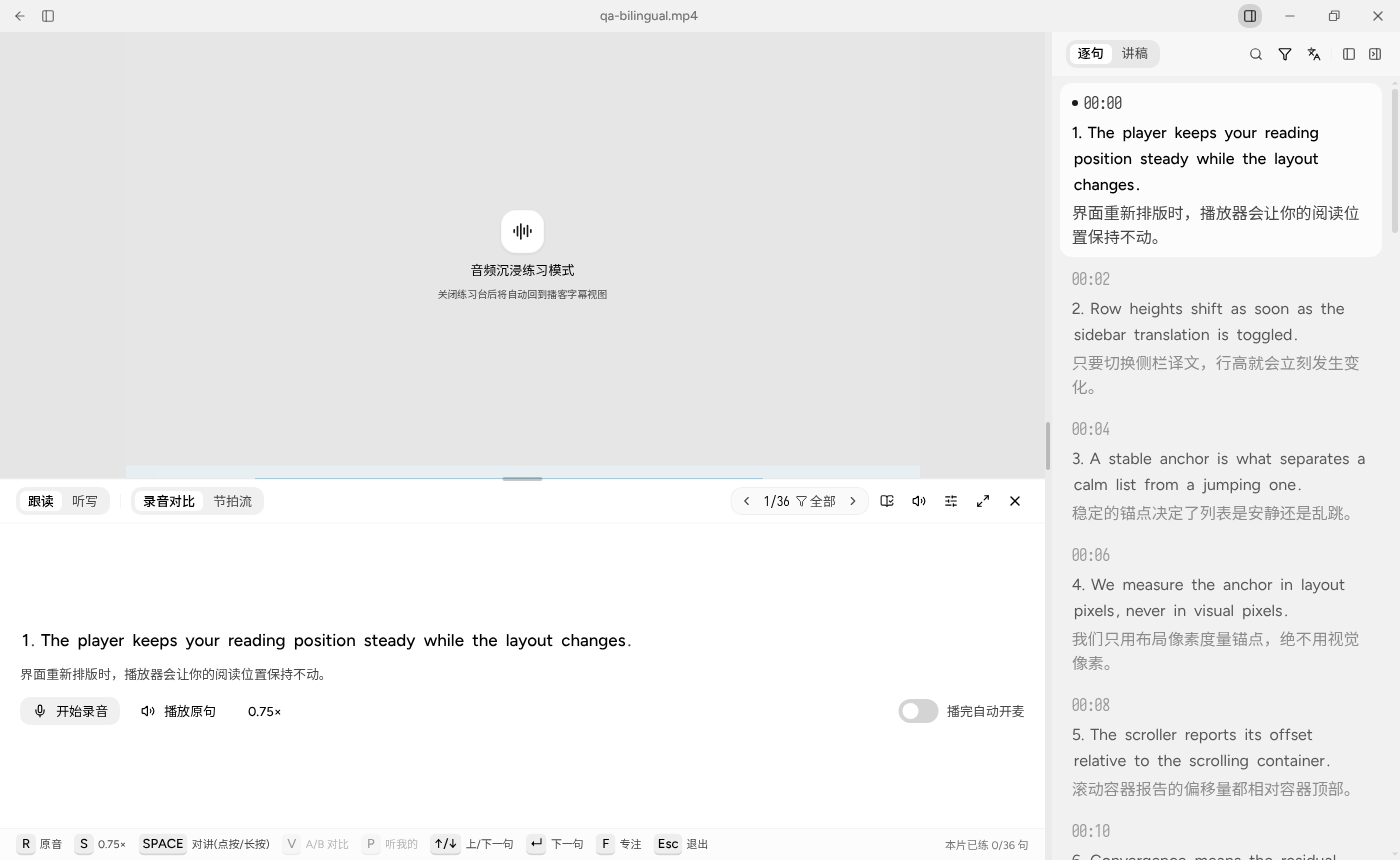 qa-bilingual.mp4
音频沉浸练习模式
关闭练习台后将自动回到播客字幕视图
跟读 听写 录音对比 节拍流
1/36 全部
1. The player keeps your reading position steady while the layout changes.
界面重新排版时，播放器会让你的阅读位置保持不动。
开始录音 播放原句 0.75×
播完自动开麦
R 原音 S 0.75× SPACE 对讲(点按/长按) V A/B 对比 P 听我的 ↑/↓ 上/下一句 ↵ 下一句 F 专注 Esc 退出
本片已练 0/36 句
逐句 讲稿
00:00
1. The player keeps your reading
position steady while the layout
changes.
界面重新排版时，播放器会让你的阅读位
置保持不动。
00:02
2. Row heights shift as soon as the
sidebar translation is toggled.
只要切换侧栏译文，行高就会立刻发生变
化。
00:04
3. A stable anchor is what separates a
calm list from a jumping one.
稳定的锚点决定了列表是安静还是乱跳。
00:06
4. We measure the anchor in layout
pixels, never in visual pixels.
我们只用布局像素度量锚点，绝不用视觉
像素。
00:08
5. The scroller reports its offset
relative to the scrolling container.
滚动容器报告的偏移量都相对容器顶部。
00:10
6. Convergence means the residual